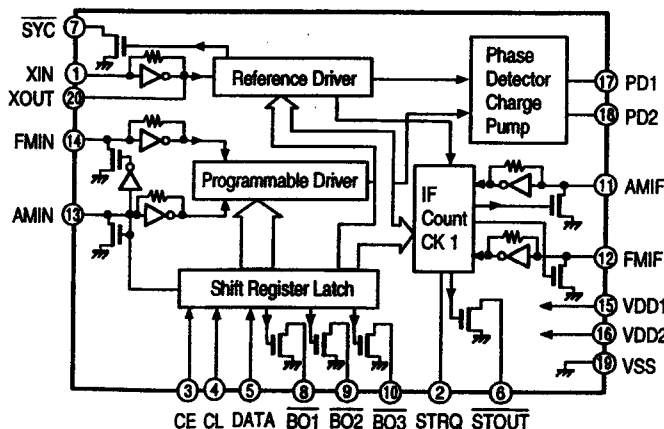 SYC
7
XIN
1
XOUT
20
FMIN
14
AMIN
13
Reference Driver
Programmable Driver
Shift Register Latch
Phase
Detector
Charge
Pump
IF
Count
CK 1
17 PD1
18 PD2
11 AMIF
12 FMIF
15 VDD1
16 VDD2
19 VSS
3 4 5 8 9 10 2 6
CE CL DATA BO1 BO2 BO3 STRQ STOUT